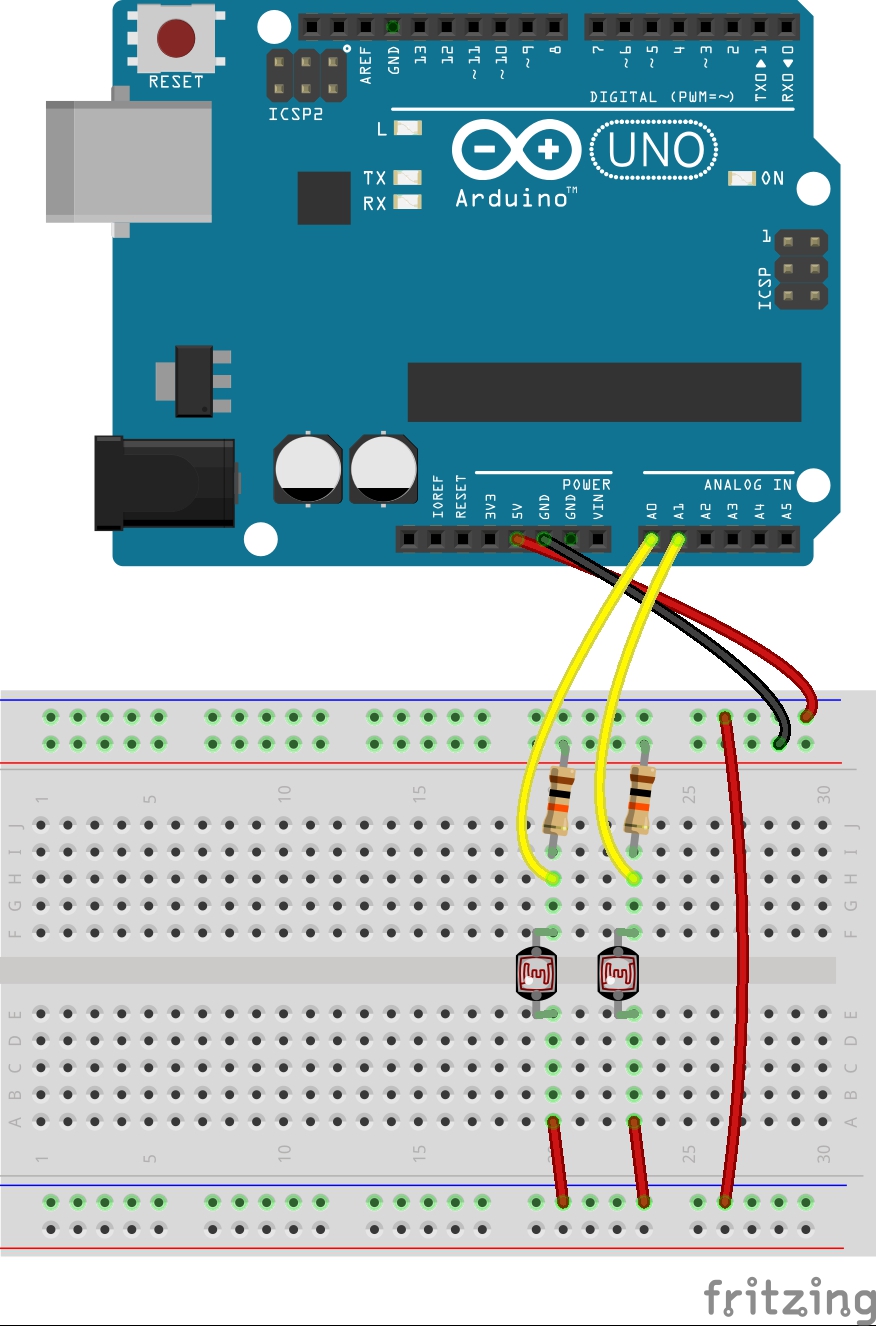 RESET
ICSP2
AREF
GND
13
12
~11
~10
~9
8
7
~6
~5
4
~3
2
TX0▶1
RX0◀0
DIGITAL (PWM=~)
L
TX
RX
UNO
Arduino™
ON
1
ICSP
POWER
ANALOG IN
IOREF
RESET
3V3
5V
GND
GND
VIN
A0
A1
A2
A3
A4
A5
1 5 10 15 25 30
J J
I I
H H
G G
F F
E E
D D
C C
B B
A A
1 5 10 15 25 30
fritzing